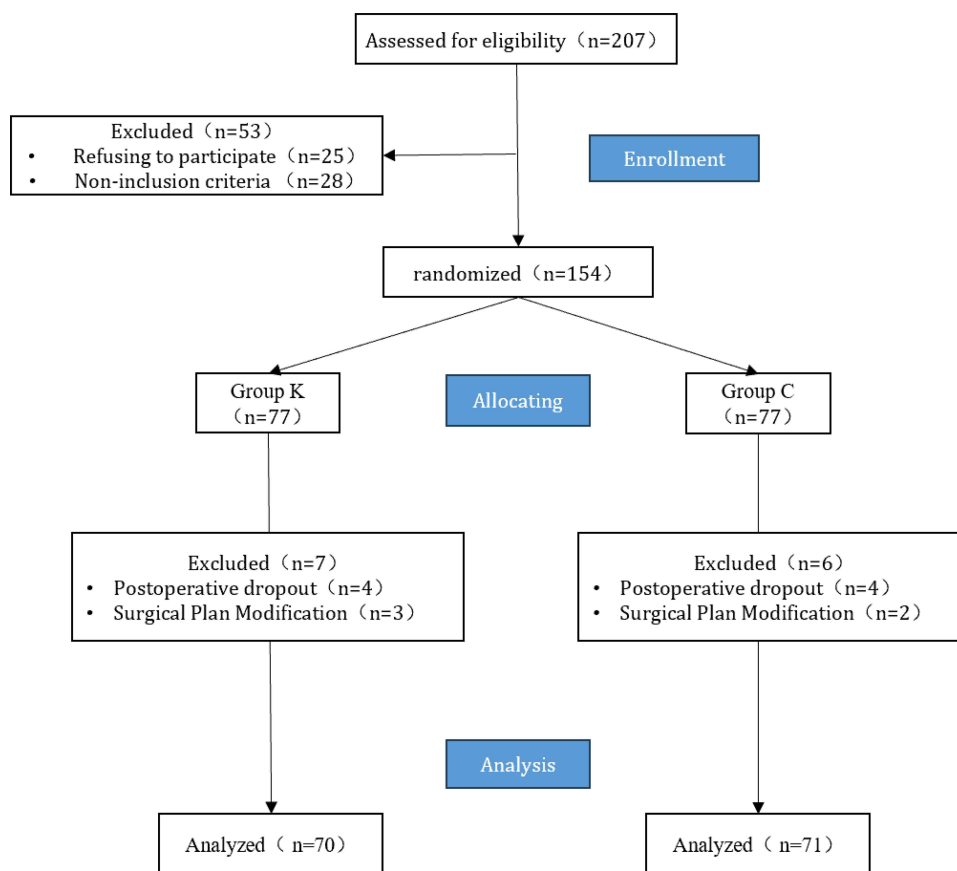 Assessed for eligibility（n=207）
Excluded（n=53）
• Refusing to participate（n=25）
• Non-inclusion criteria （n=28）
Enrollment
randomized（n=154）
Group K
（n=77）
Allocating
Group C
（n=77）
Excluded（n=7）
• Postoperative dropout（n=4）
• Surgical Plan Modification（n=3）
Excluded（n=6）
• Postoperative dropout（n=4）
• Surgical Plan Modification（n=2）
Analysis
Analyzed（ n=70）
Analyzed（ n=71）